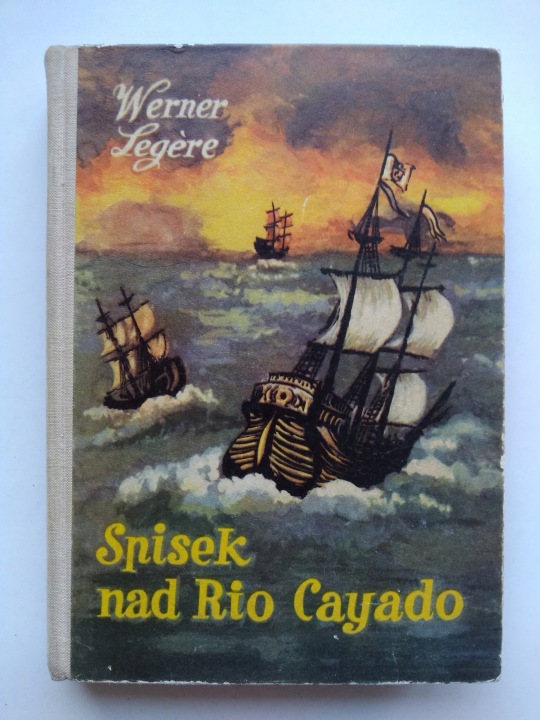 Werner
Legère
Spisek
nad Rio Cayado